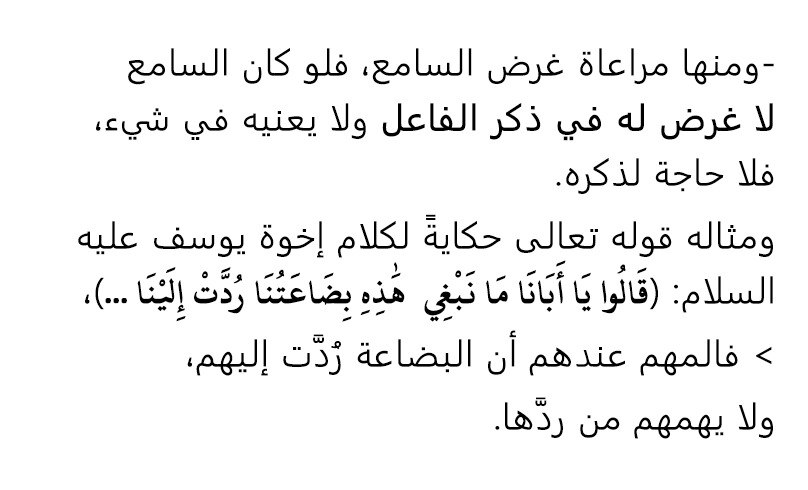 -ومنها مراعاة غرض السامع، فلو كان السامع
لا غرض له في ذكر الفاعل ولا يعنيه في شيء،
فلا حاجة لذكره.
ومثاله قوله تعالى حكايةً لكلام إخوة يوسف عليه
السلام: (قَالُوا يَا أَبَانَا مَا نَبْغِي هَٰذِهِ بِضَاعَتُنَا رُدَّتْ إِلَيْنَا ...)،
> فالمهم عندهم أن البضاعة رُدَّت إليهم،
ولا يهمهم من ردَّها.